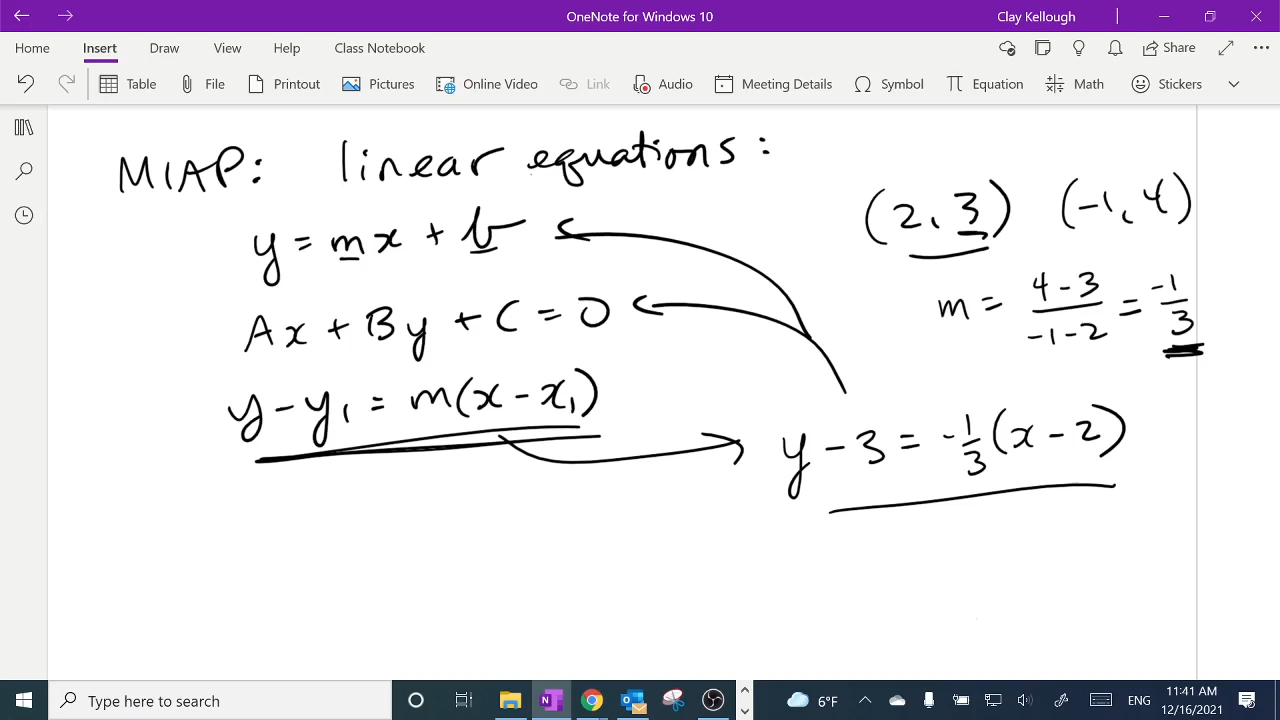 OneNote for Windows 10
Clay Kellough
Home Insert Draw View Help Class Notebook Share
Table File Printout Pictures Online Video Link Audio Meeting Details Symbol Equation Math Stickers
MIAP: linear equations:
y = mx + b
Ax + By + C = 0
y - y₁ = m(x - x₁)
(2, 3) (-1, 4)
m = (4 - 3)/(-1 - 2) = -1/3
y - 3 = -1/3(x - 2)
Type here to search
6°F
ENG
11:41 AM
12/16/2021